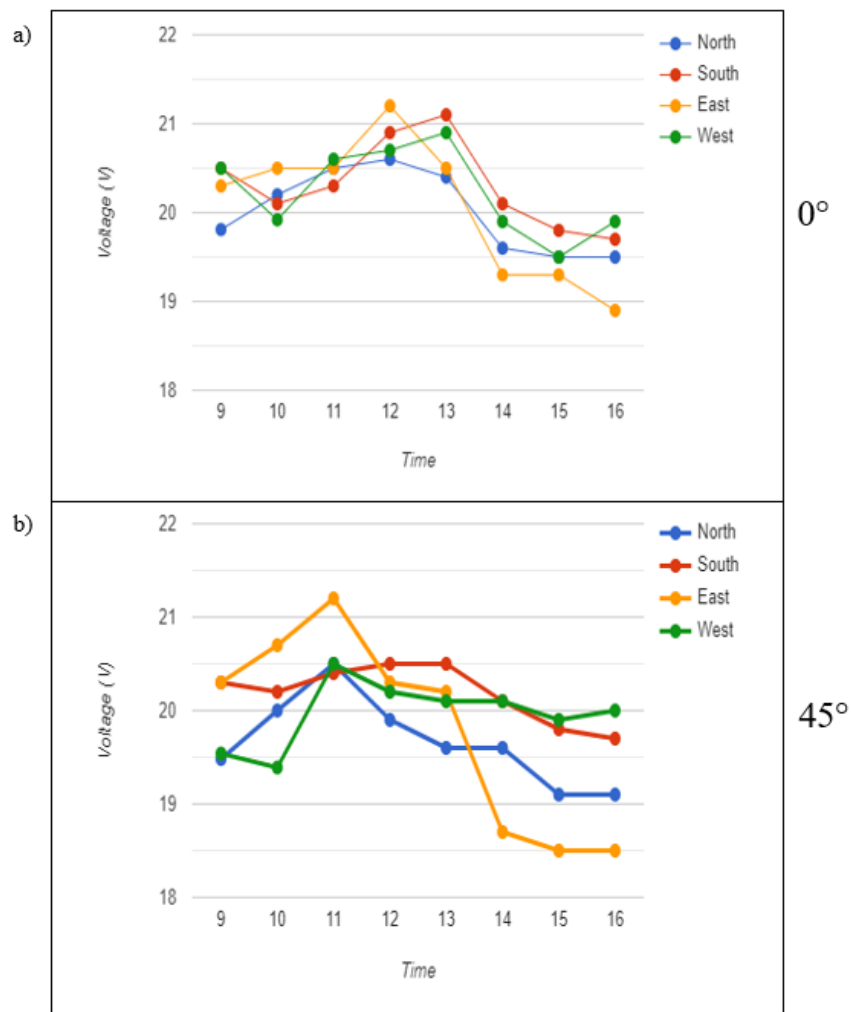 a)
22
21
20
19
18
Voltage (V)
9 10 11 12 13 14 15 16
Time
North
South
East
West
0°
b)
22
21
20
19
18
Voltage (V)
9 10 11 12 13 14 15 16
Time
North
South
East
West
45°